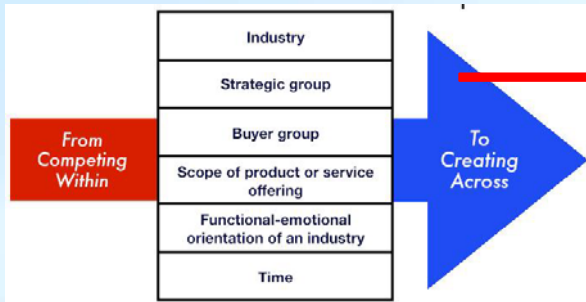 Industry
Strategic group
Buyer group
Scope of product or service
offering
Functional-emotional
orientation of an industry
Time
From
Competing
Within
To
Creating
Across